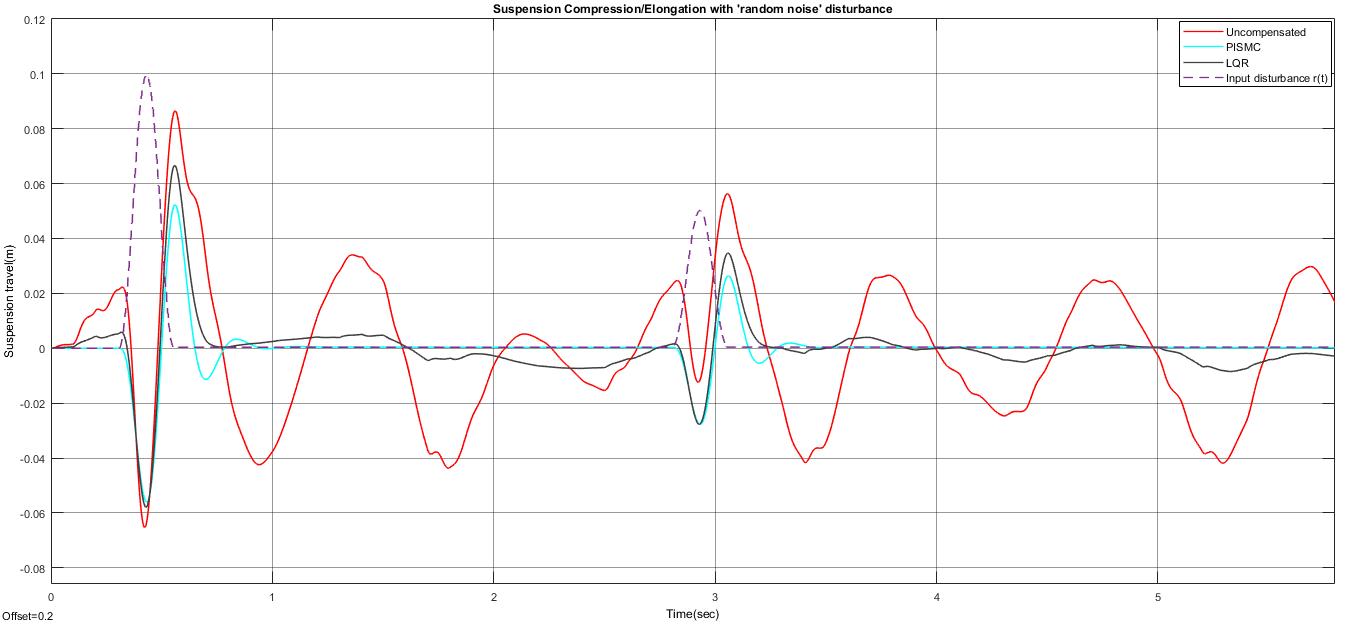 Suspension Compression/Elongation with 'random noise' disturbance
0.12
0.1
0.08
0.06
0.04
0.02
0
-0.02
-0.04
-0.06
-0.08
Suspension travel(m)
Uncompensated
PISMC
LQR
Input disturbance r(t)
0
1
2
3
4
5
Time(sec)
Offset=0.2